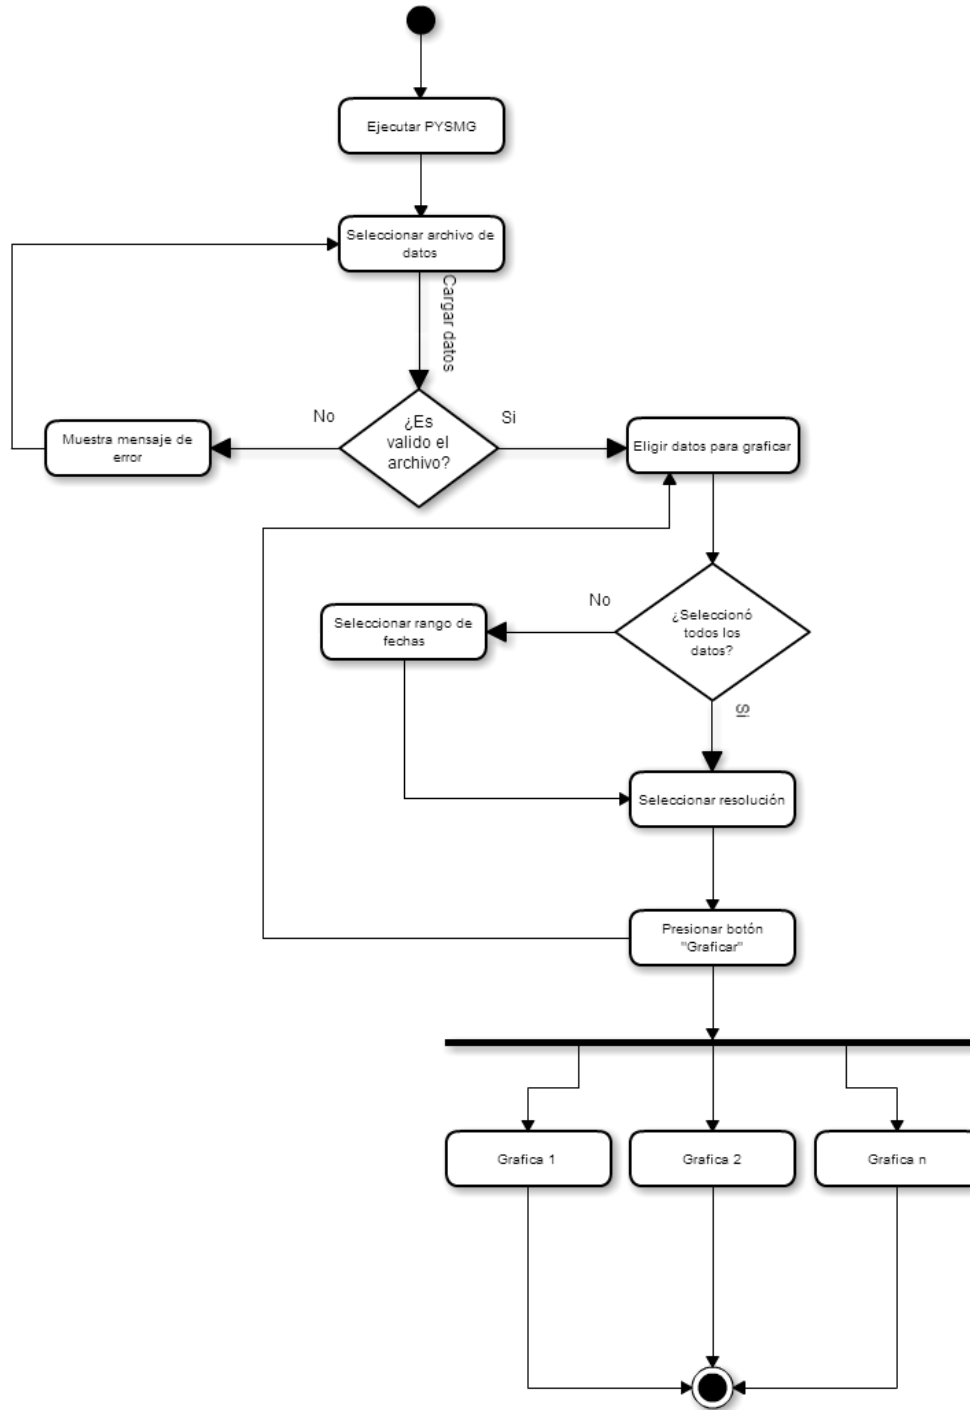 Ejecutar PYSMG
Seleccionar archivo de
datos
Cargar datos
¿Es
valido el
archivo?
No
Si
Muestra mensaje de
error
Eligir datos para graficar
¿Seleccionó
todos los
datos?
No
Seleccionar rango de
fechas
Si
Seleccionar resolución
Presionar botón
"Graficar"
Grafica 1
Grafica 2
Grafica n